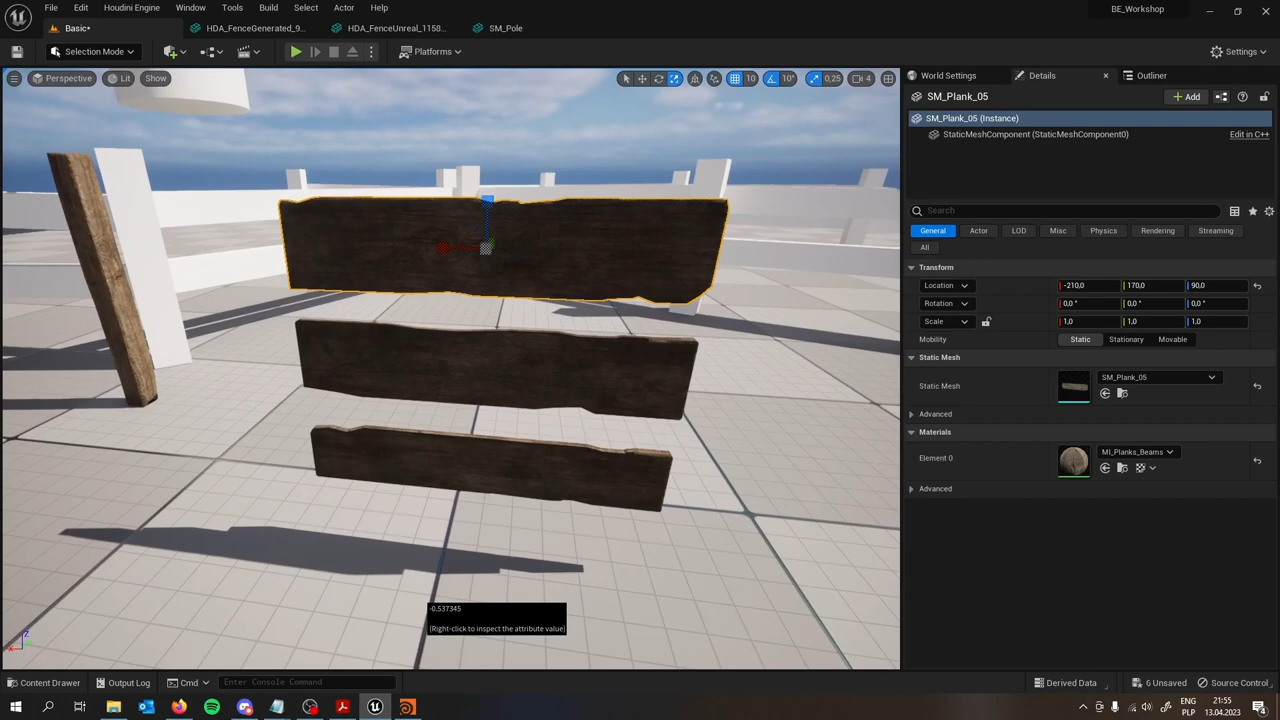 File
Edit
Houdini Engine
Window
Tools
Build
Select
Actor
Help
BE_Workshop
Basic*
HDA_FenceGenerated_9...
HDA_FenceUnreal_1158...
SM_Pole
Selection Mode
Platforms
Settings
Perspective
Lit
Show
10
10°
0,25
4
World Settings
Details
Outliner
SM_Plank_05
Add
SM_Plank_05 (Instance)
StaticMeshComponent (StaticMeshComponent0)
Edit in C++
Search
General
Actor
LOD
Misc
Physics
Rendering
Streaming
All
Transform
Location
-210,0
170,0
90,0
Rotation
0,0 °
0,0 °
0,0 °
Scale
1,0
1,0
1,0
Mobility
Static
Stationary
Movable
Static Mesh
Static Mesh
SM_Plank_05
Advanced
Materials
Element 0
MI_Planks_Beams
Advanced
-0.537345
(Right-click to inspect the attribute value)
Z
X
Content Drawer
Output Log
Cmd
Enter Console Command
Derived Data
6 Unsaved
Source Control
ENG
PLP
21:55
13.04.2023